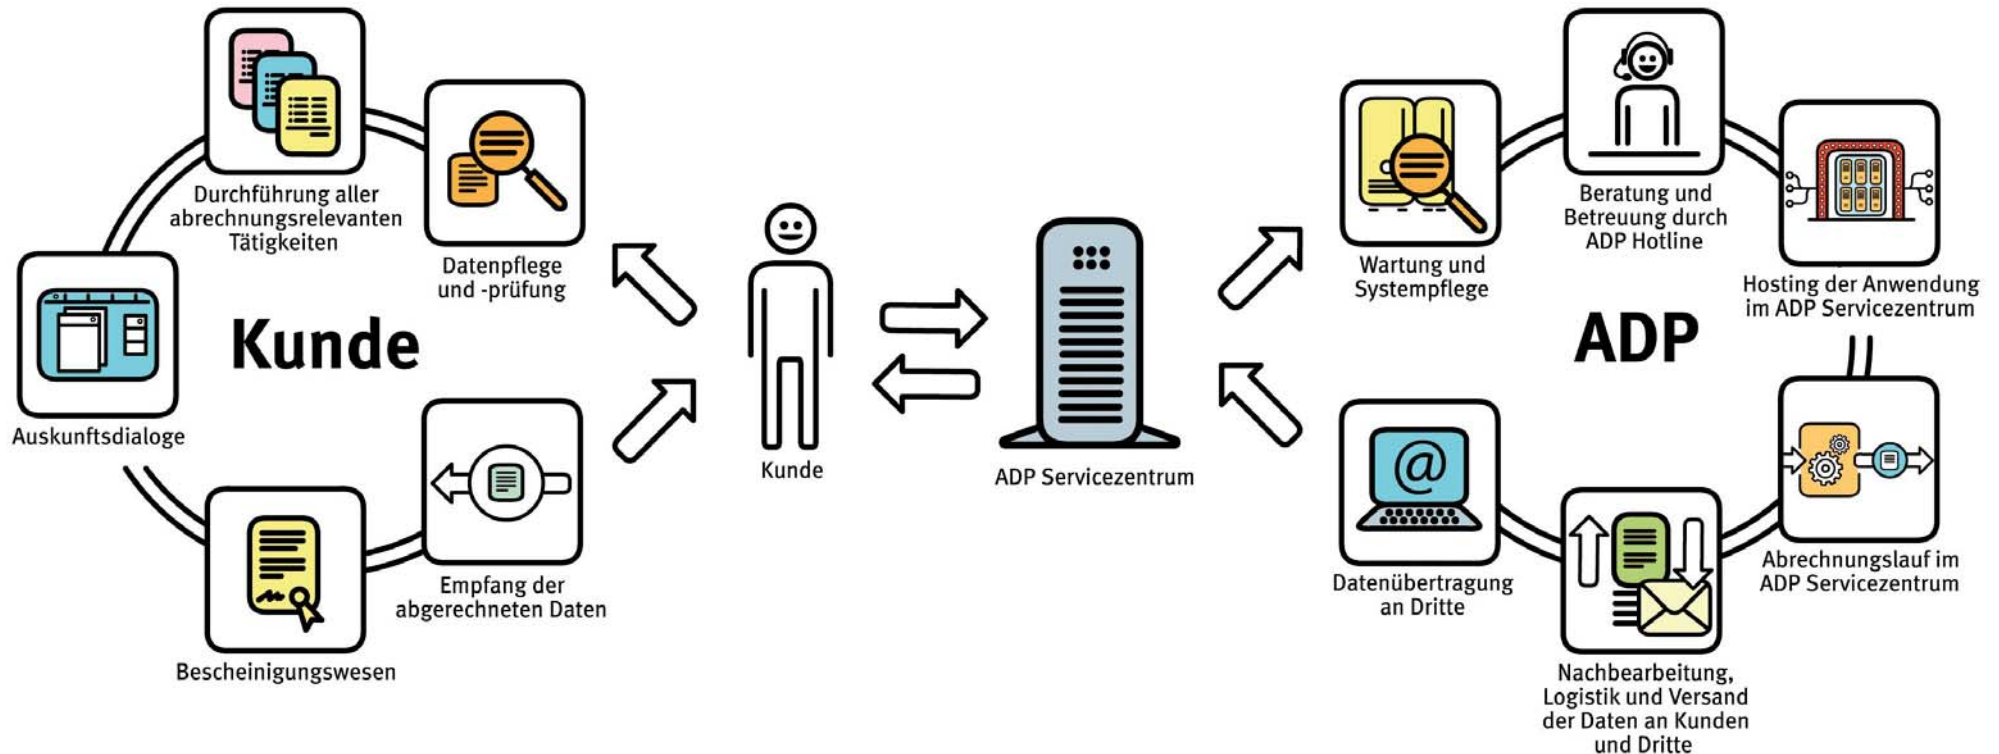 Durchführung aller
abrechnungsrelevanten
Tätigkeiten
Datenpflege
und -prüfung
Kunde
Auskunftsdialoge
Empfang der
abgerechneten Daten
Bescheinigungswesen
Kunde
ADP Servicezentrum
Wartung und
Systempflege
Beratung und
Betreuung durch
ADP Hotline
Hosting der Anwendung
im ADP Servicezentrum
ADP
@
Datenübertragung
an Dritte
Abrechnungslauf im
ADP Servicezentrum
Nachbearbeitung,
Logistik und Versand
der Daten an Kunden
und Dritte